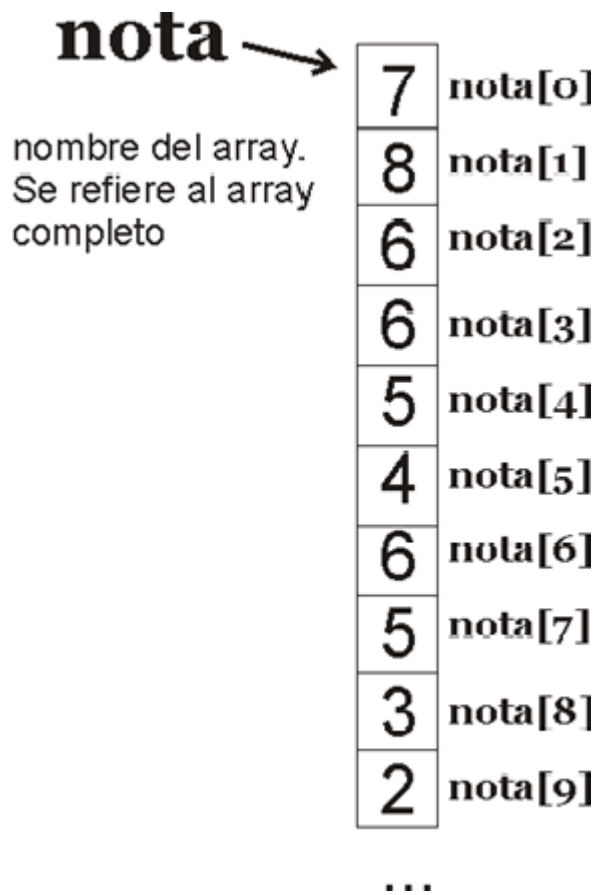 nota
nombre del array.
Se refiere al array
completo
7 nota[0]
8 nota[1]
6 nota[2]
6 nota[3]
5 nota[4]
4 nota[5]
6 nota[6]
5 nota[7]
3 nota[8]
2 nota[9]
...